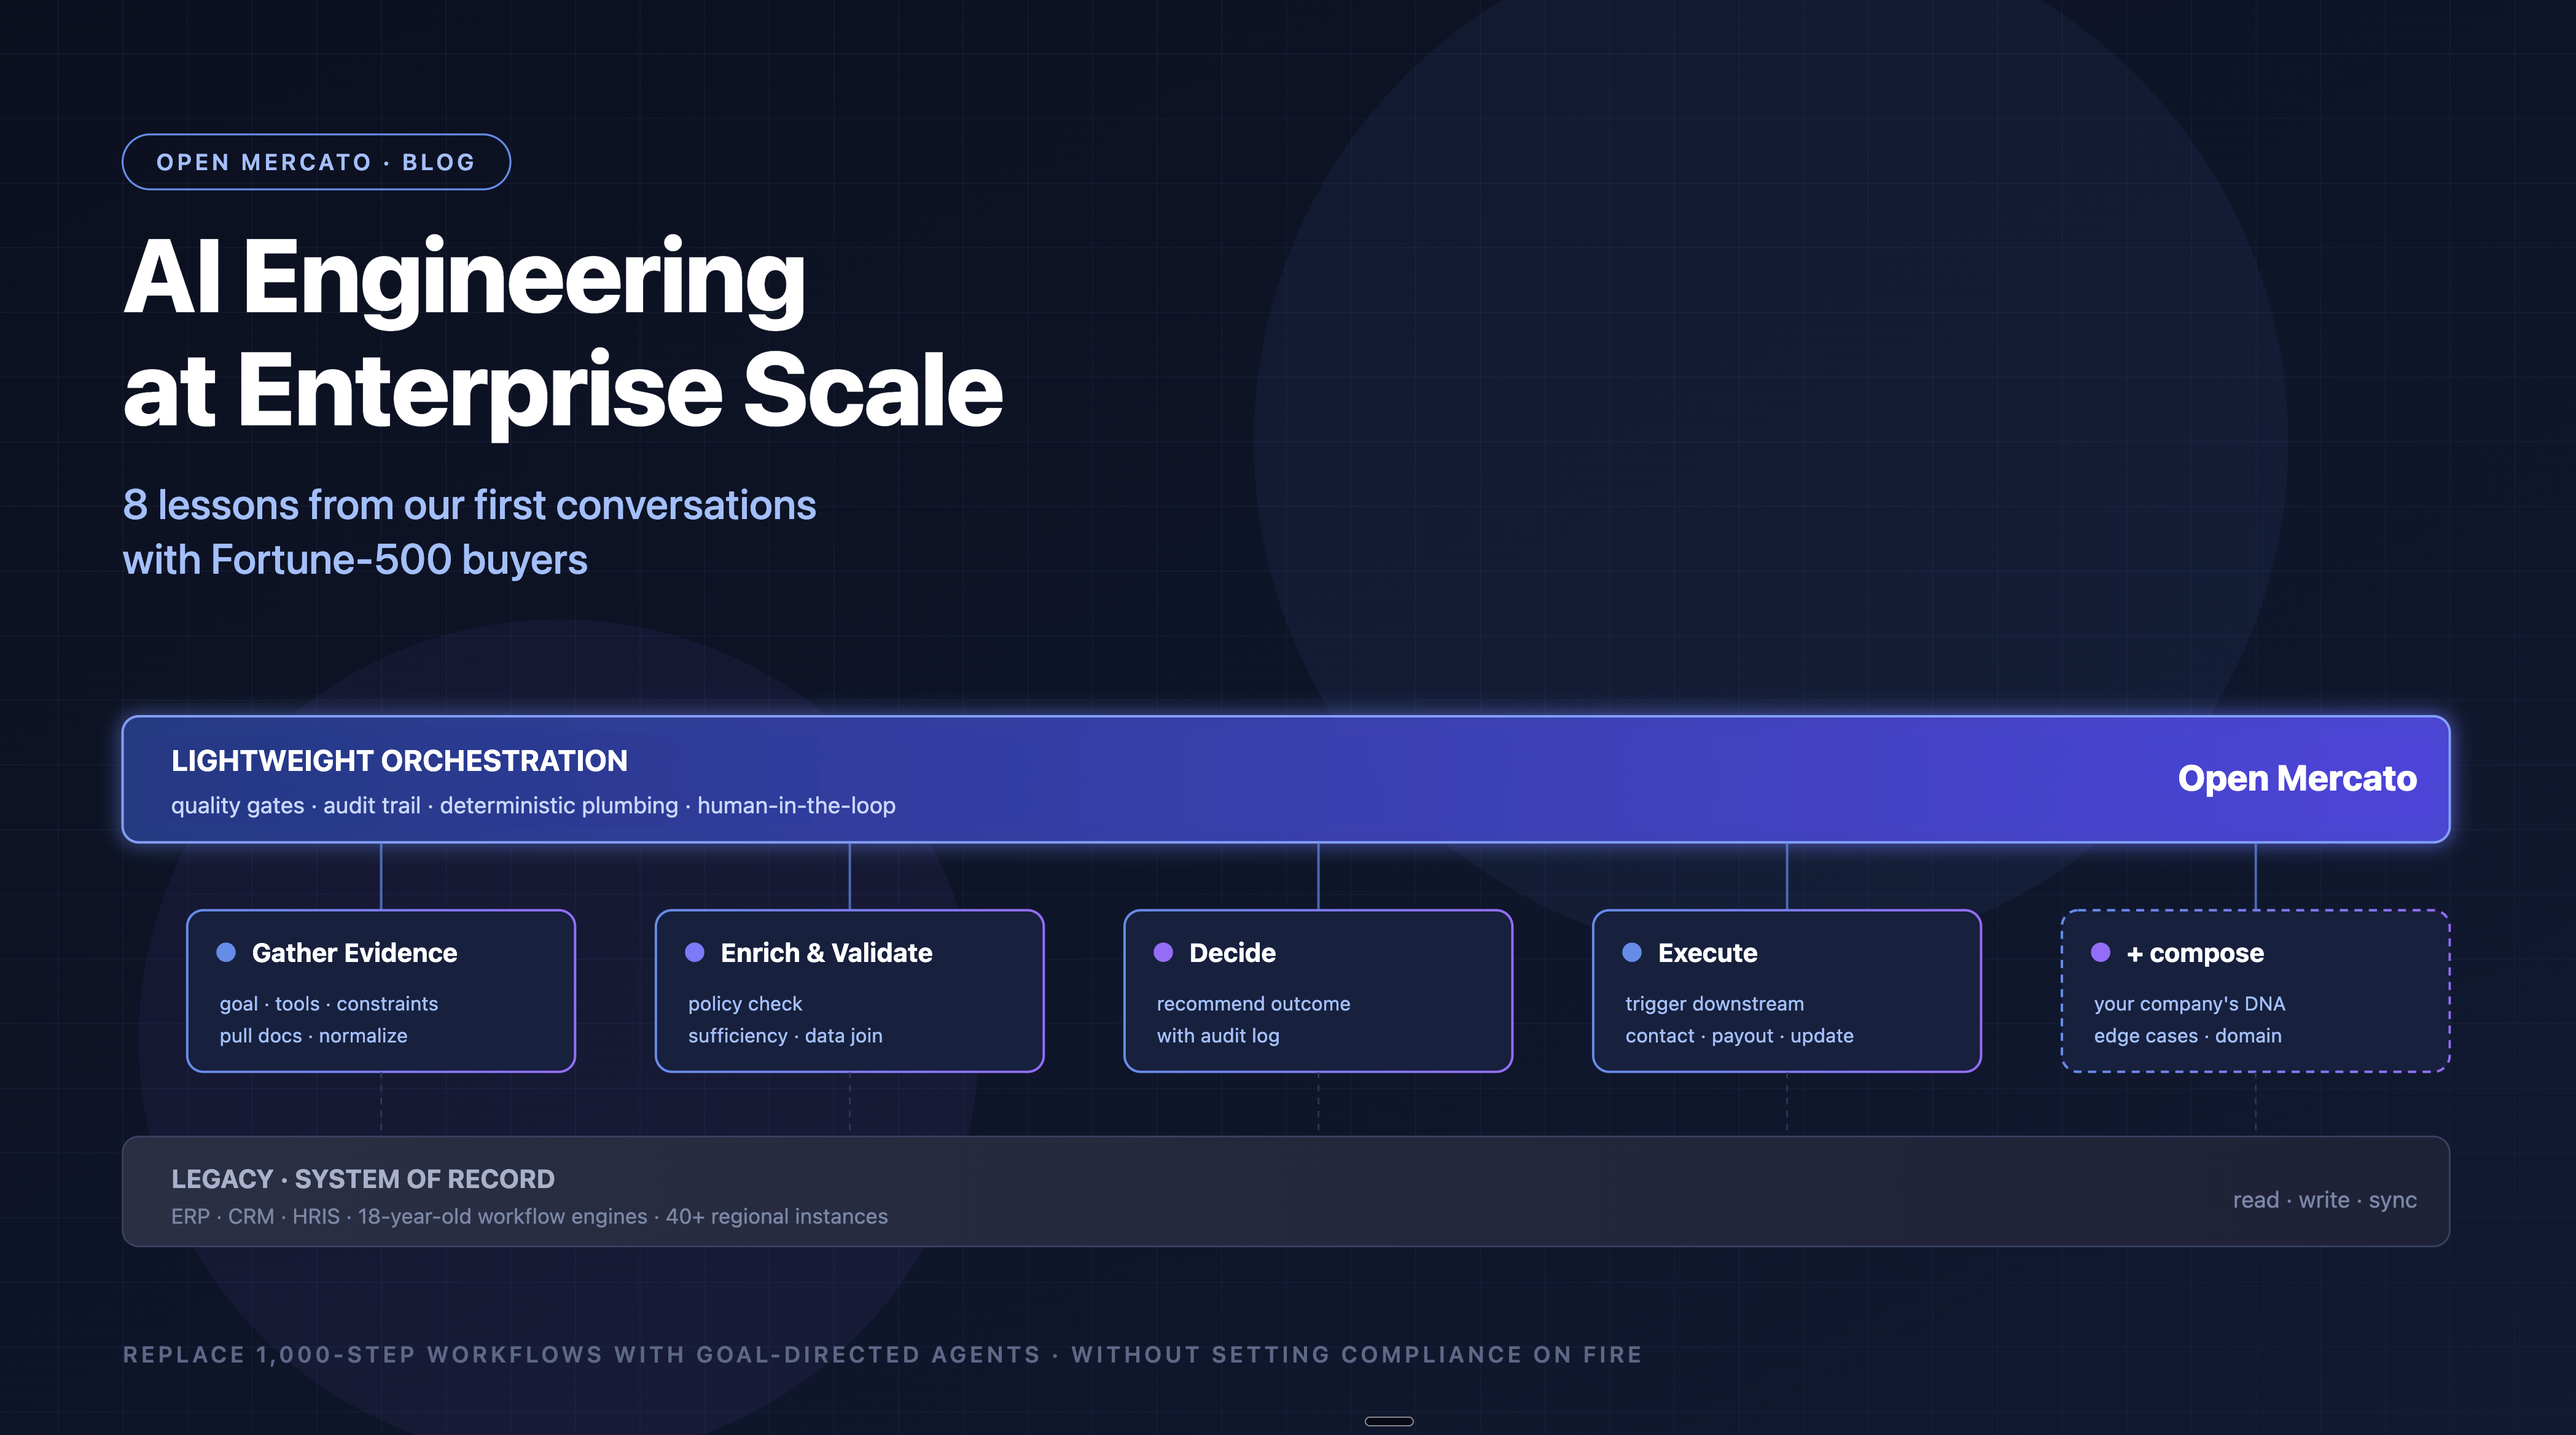 OPEN MERCATO · BLOG
AI Engineering
at Enterprise Scale
8 lessons from our first conversations
with Fortune-500 buyers
LIGHTWEIGHT ORCHESTRATION
quality gates · audit trail · deterministic plumbing · human-in-the-loop
Open Mercato
Gather Evidence
goal · tools · constraints
pull docs · normalize
Enrich & Validate
policy check
sufficiency · data join
Decide
recommend outcome
with audit log
Execute
trigger downstream
contact · payout · update
+ compose
your company's DNA
edge cases · domain
LEGACY · SYSTEM OF RECORD
ERP · CRM · HRIS · 18-year-old workflow engines · 40+ regional instances
read · write · sync
REPLACE 1,000-STEP WORKFLOWS WITH GOAL-DIRECTED AGENTS · WITHOUT SETTING COMPLIANCE ON FIRE